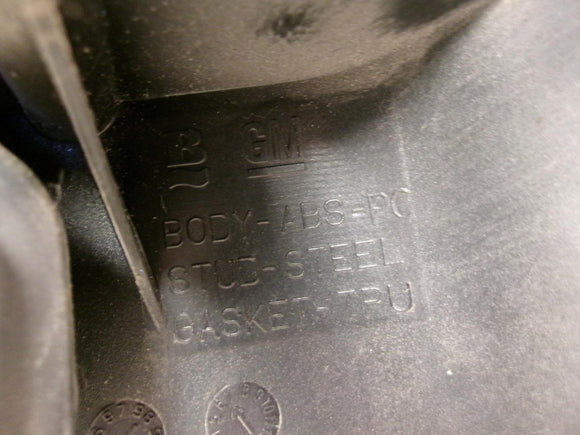 GM
BODY-ABS-PC
STUD-STEEL
GASKET-TPU